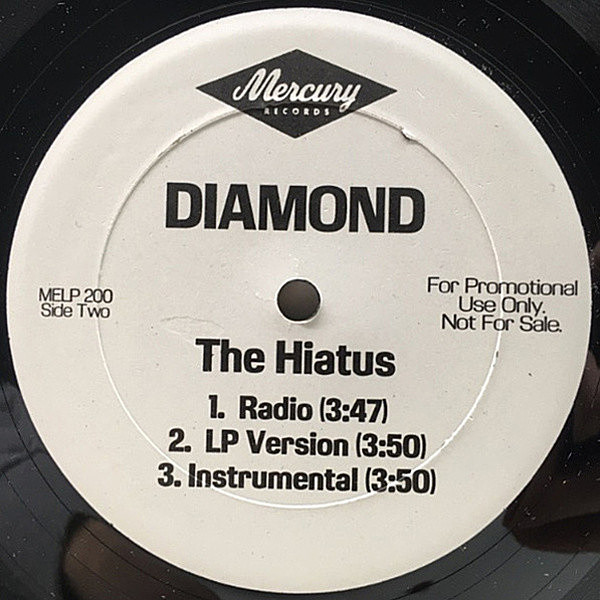 Mercury
RECORDS
DIAMOND
MELP 200
Side Two
For Promotional
Use Only.
Not For Sale.
The Hiatus
1. Radio (3:47)
2. LP Version (3:50)
3. Instrumental (3:50)